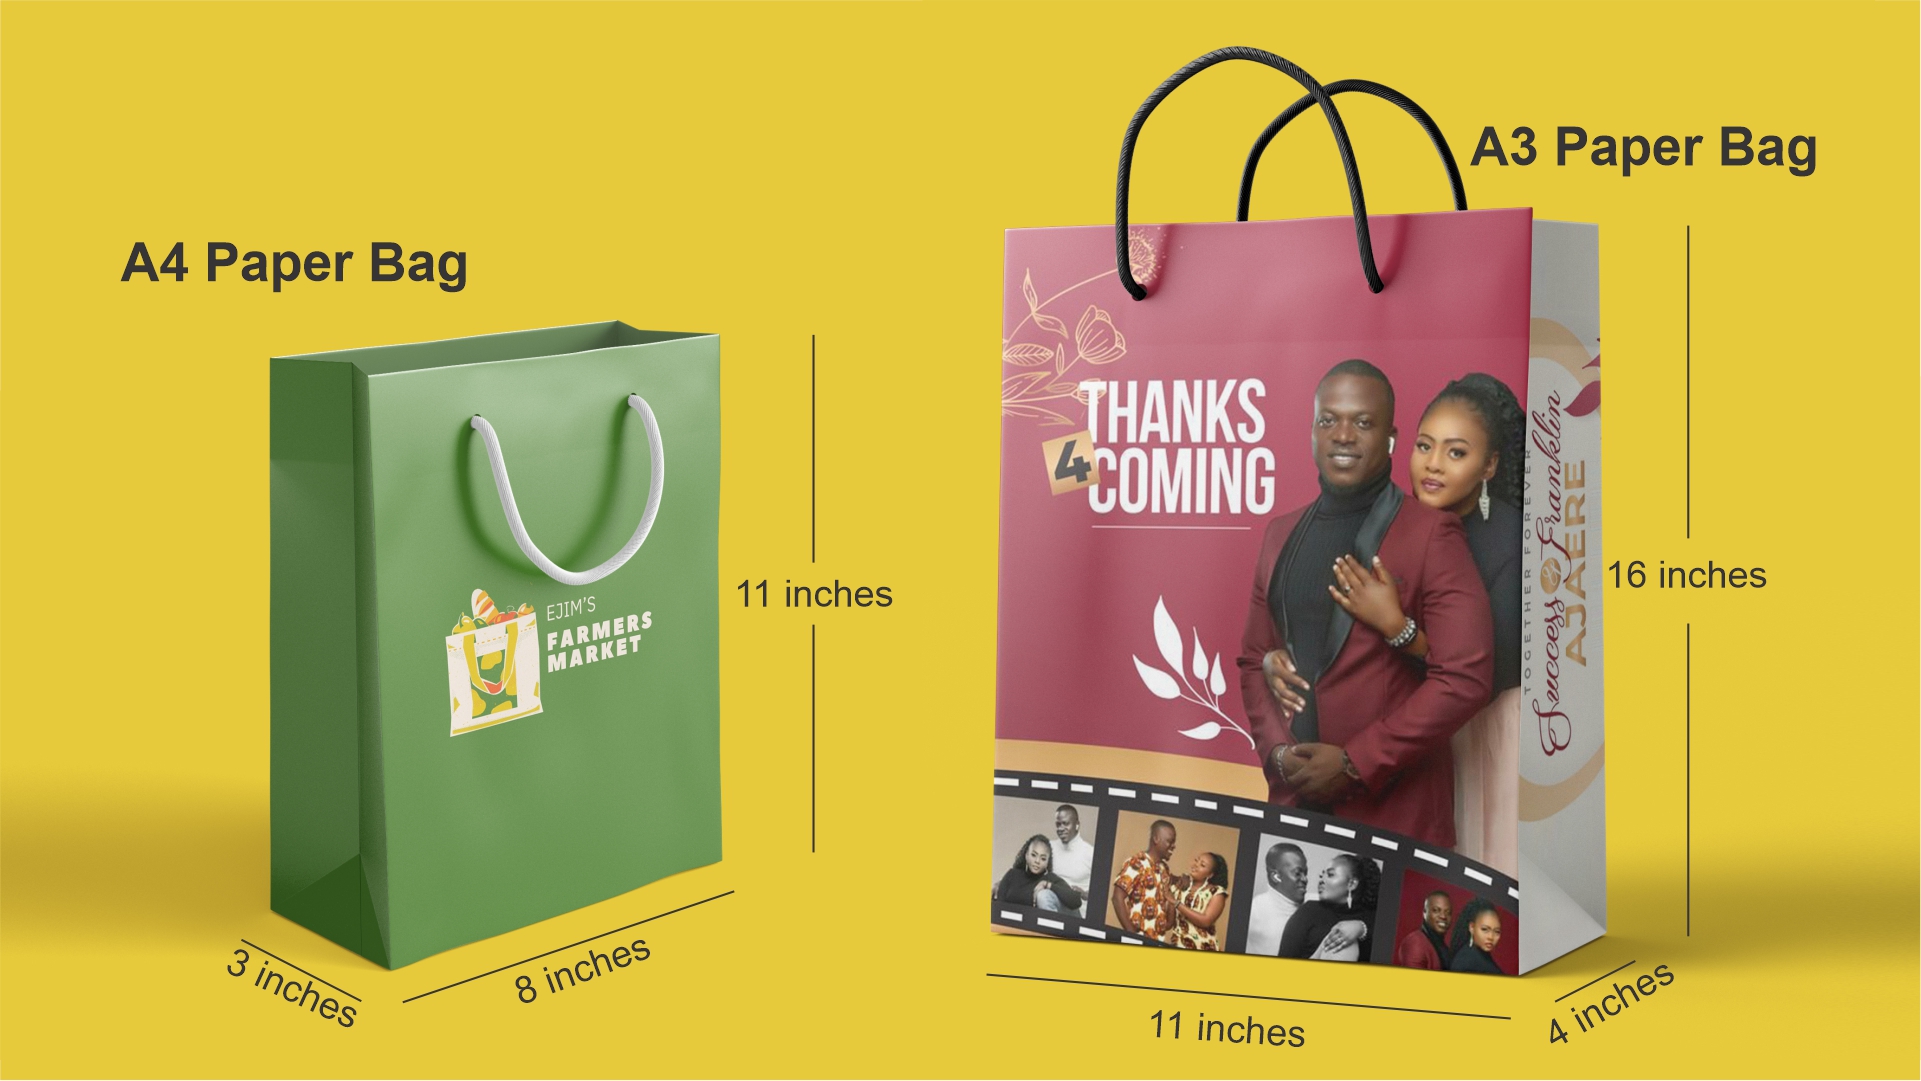 A4 Paper Bag
EJIM'S
FARMERS
MARKET
11 inches
3 inches
8 inches
A3 Paper Bag
THANKS
4
COMING
TOGETHER FOREVER
Success & Franklin
AJAERE
16 inches
11 inches
4 inches